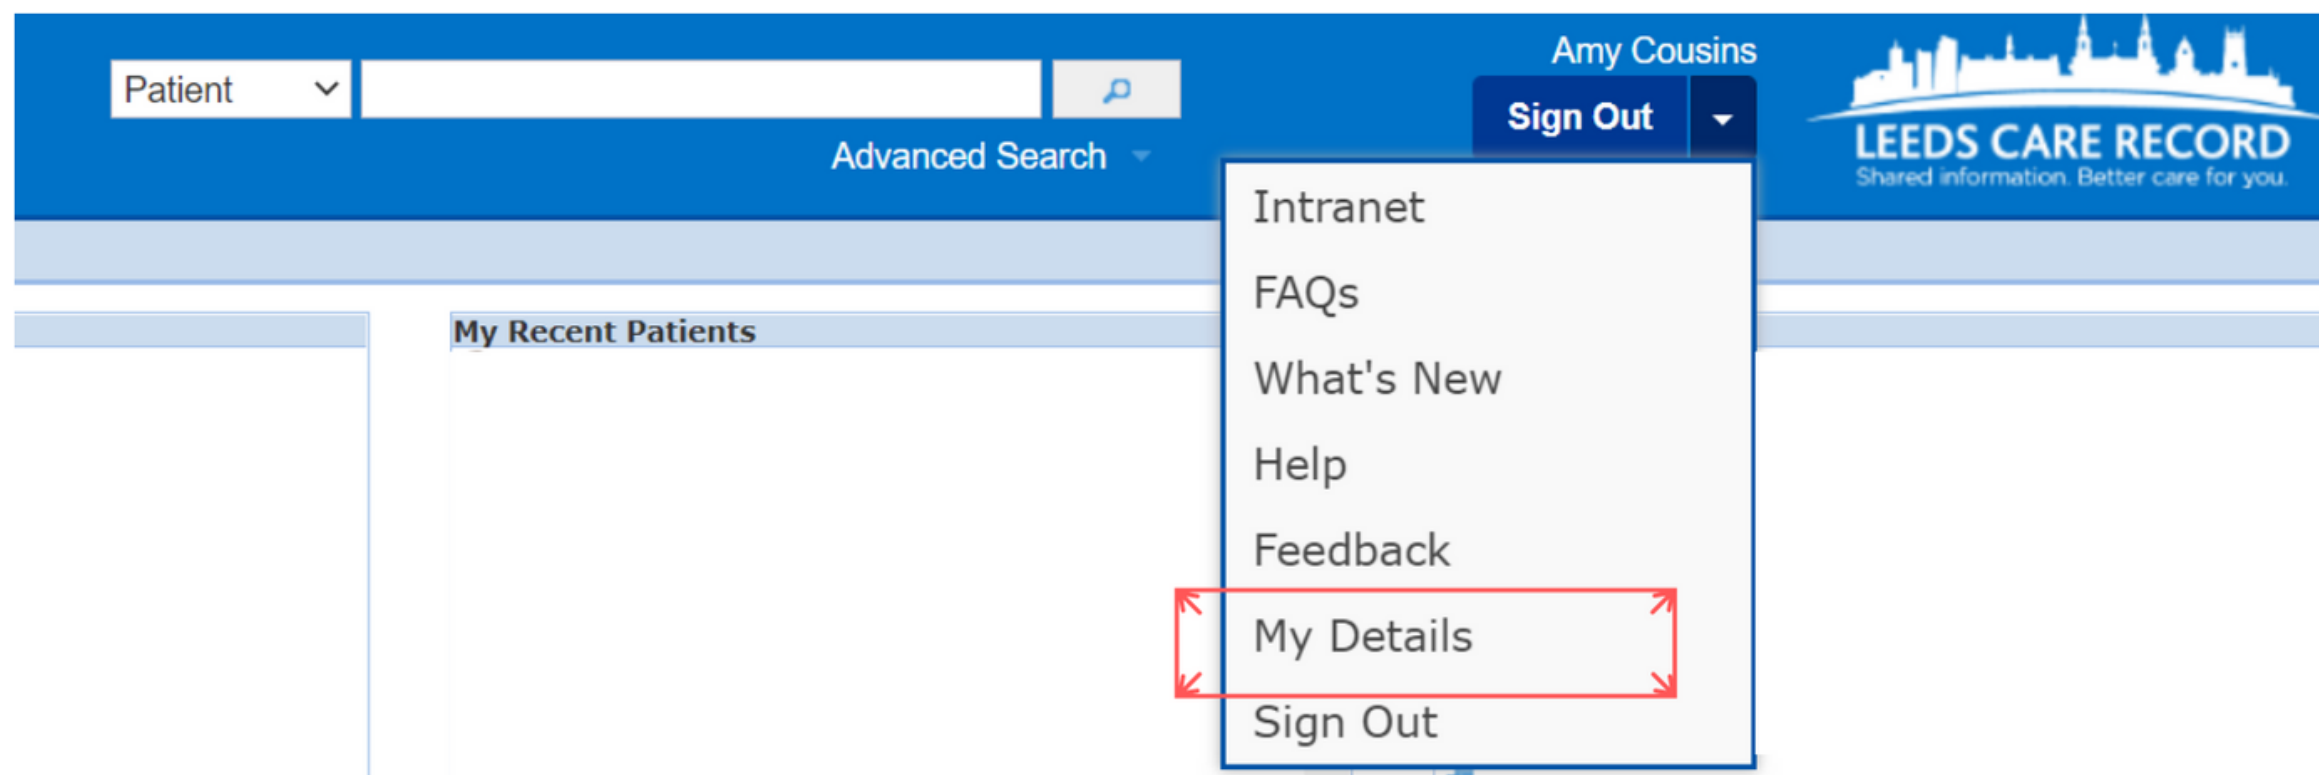 Amy Cousins
Patient
Sign Out
Advanced Search
LEEDS CARE RECORD
Shared information. Better care for you.
My Recent Patients
Intranet
FAQs
What's New
Help
Feedback
My Details
Sign Out